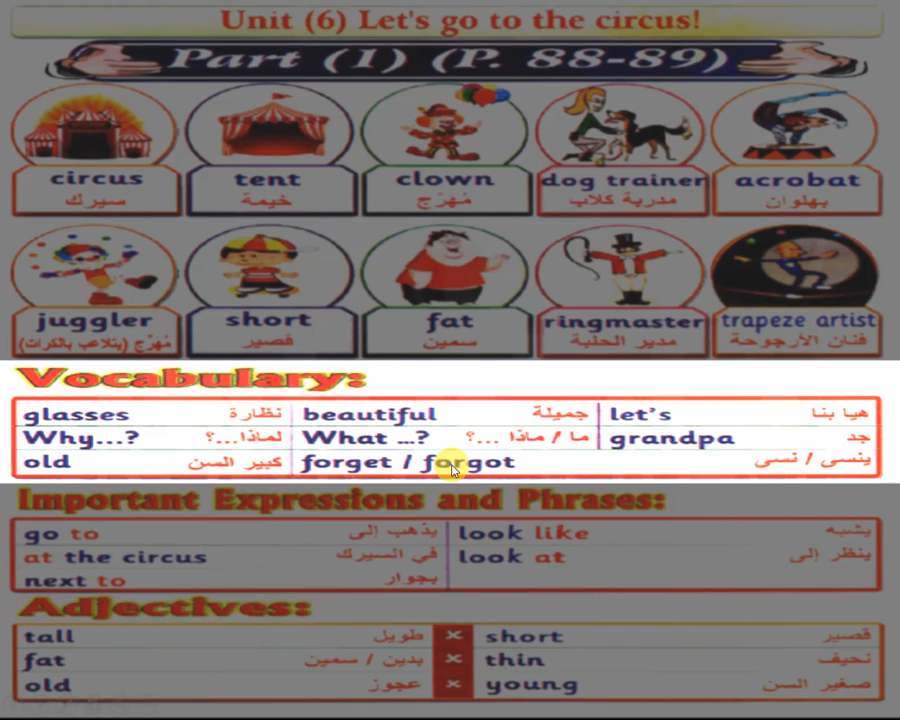 Unit (6) Let's go to the circus!
Part (1) (P. 88-89)
circus tent clown dog trainer acrobat
سيرك خيمة مُهرّج مدربة كلاب بهلوان
juggler short fat ringmaster trapeze artist
مُهرّج (يتلاعب بالكرات) قصير سمين مدير الحلبة فنان الأرجوحة
Vocabulary:
glasses نظارة beautiful جميلة let's هيا بنا
Why...? لماذا...؟ What ...? ما / ماذا ...؟ grandpa جد
old كبير السن forget / forgot ينسى / نسى
Important Expressions and Phrases:
go to يذهب إلى look like يشبه
at the circus في السيرك look at ينظر إلى
next to بجوار
Adjectives:
tall طويل × short قصير
fat بدين / سمين × thin نحيف
old عجوز × young صغير السن